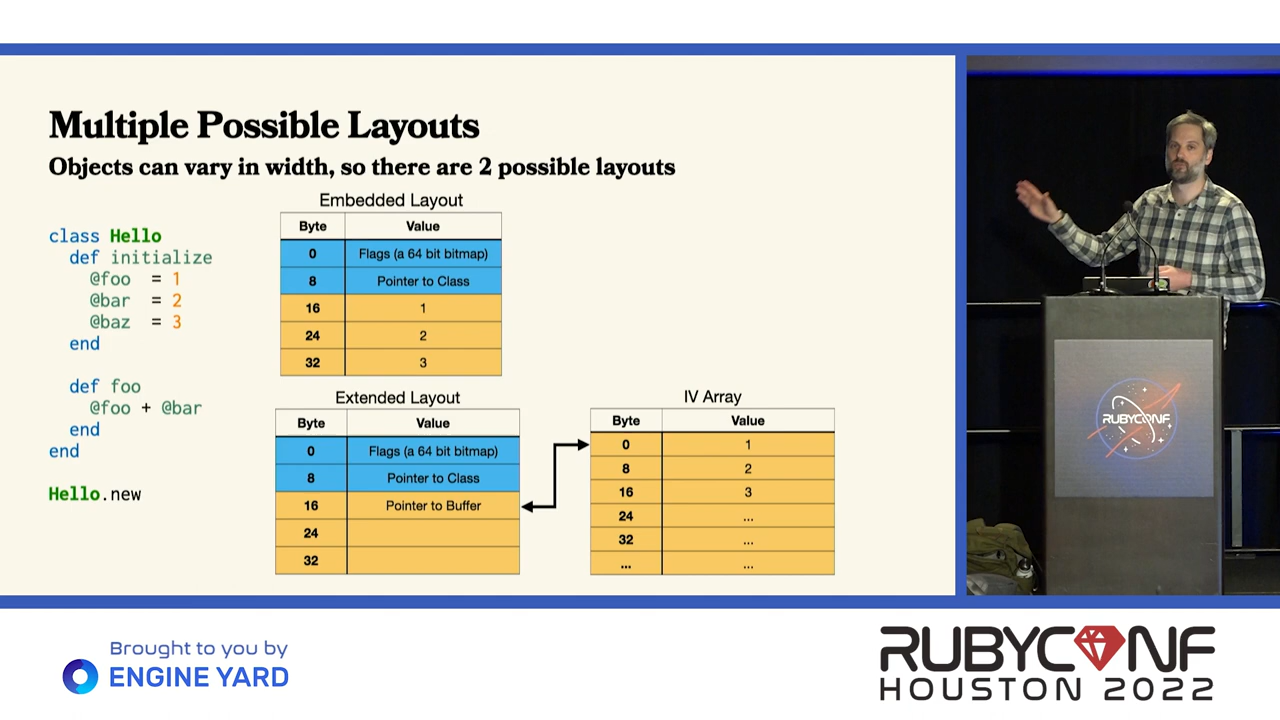 Multiple Possible Layouts
Objects can vary in width, so there are 2 possible layouts
class Hello
def initialize
@foo = 1
@bar = 2
@baz = 3
end
def foo
@foo + @bar
end
end
Hello.new
Embedded Layout
Byte Value
0 Flags (a 64 bit bitmap)
8 Pointer to Class
16 1
24 2
32 3
Extended Layout
Byte Value
0 Flags (a 64 bit bitmap)
8 Pointer to Class
16 Pointer to Buffer
24
32
IV Array
Byte Value
0 1
8 2
16 3
24 ...
32 ...
... ...
RUBYCONF
Brought to you by
ENGINE YARD
RUBYCONF
HOUSTON 2022